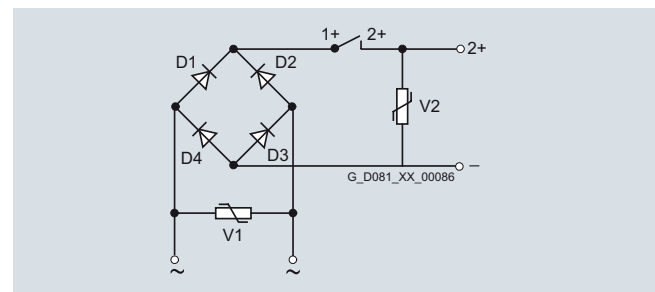 1+ 2+
2+
D1 D2
V2
D4 D3
–
G_D081_XX_00086
V1
~ ~